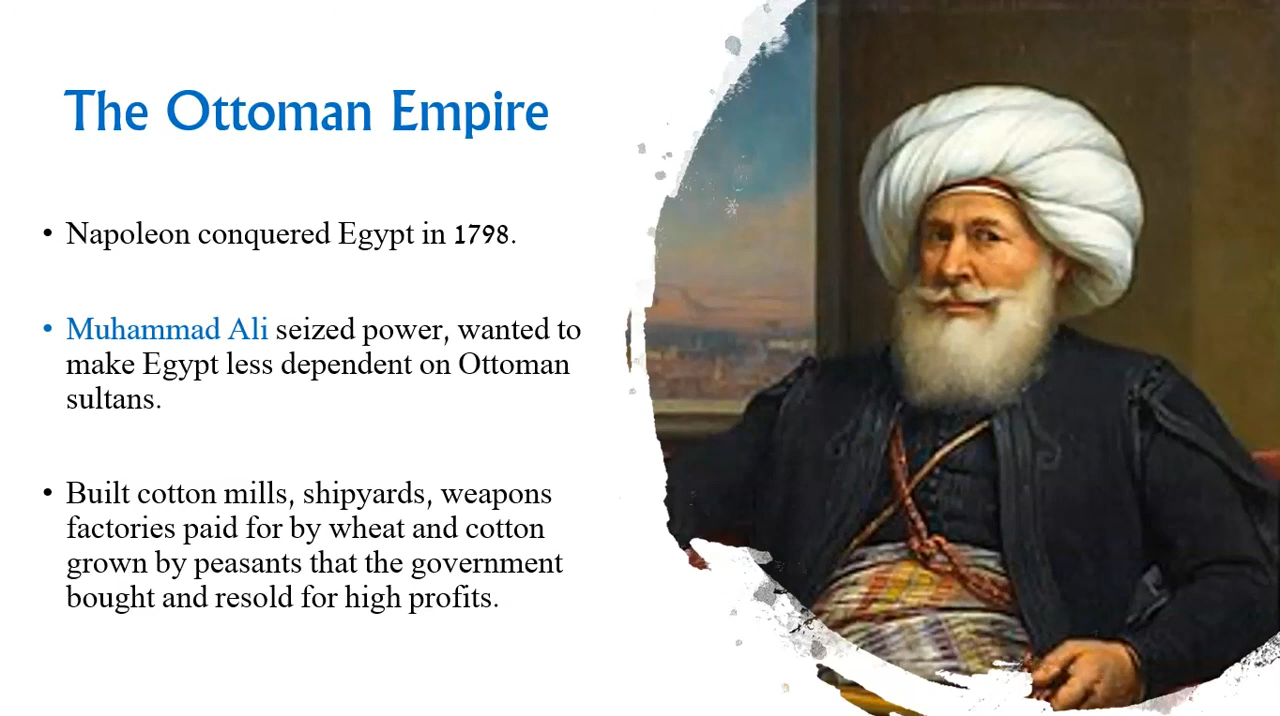 The Ottoman Empire
• Napoleon conquered Egypt in 1798.
• Muhammad Ali seized power, wanted to
make Egypt less dependent on Ottoman
sultans.
• Built cotton mills, shipyards, weapons
factories paid for by wheat and cotton
grown by peasants that the government
bought and resold for high profits.